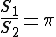 S₁/S₂ = π